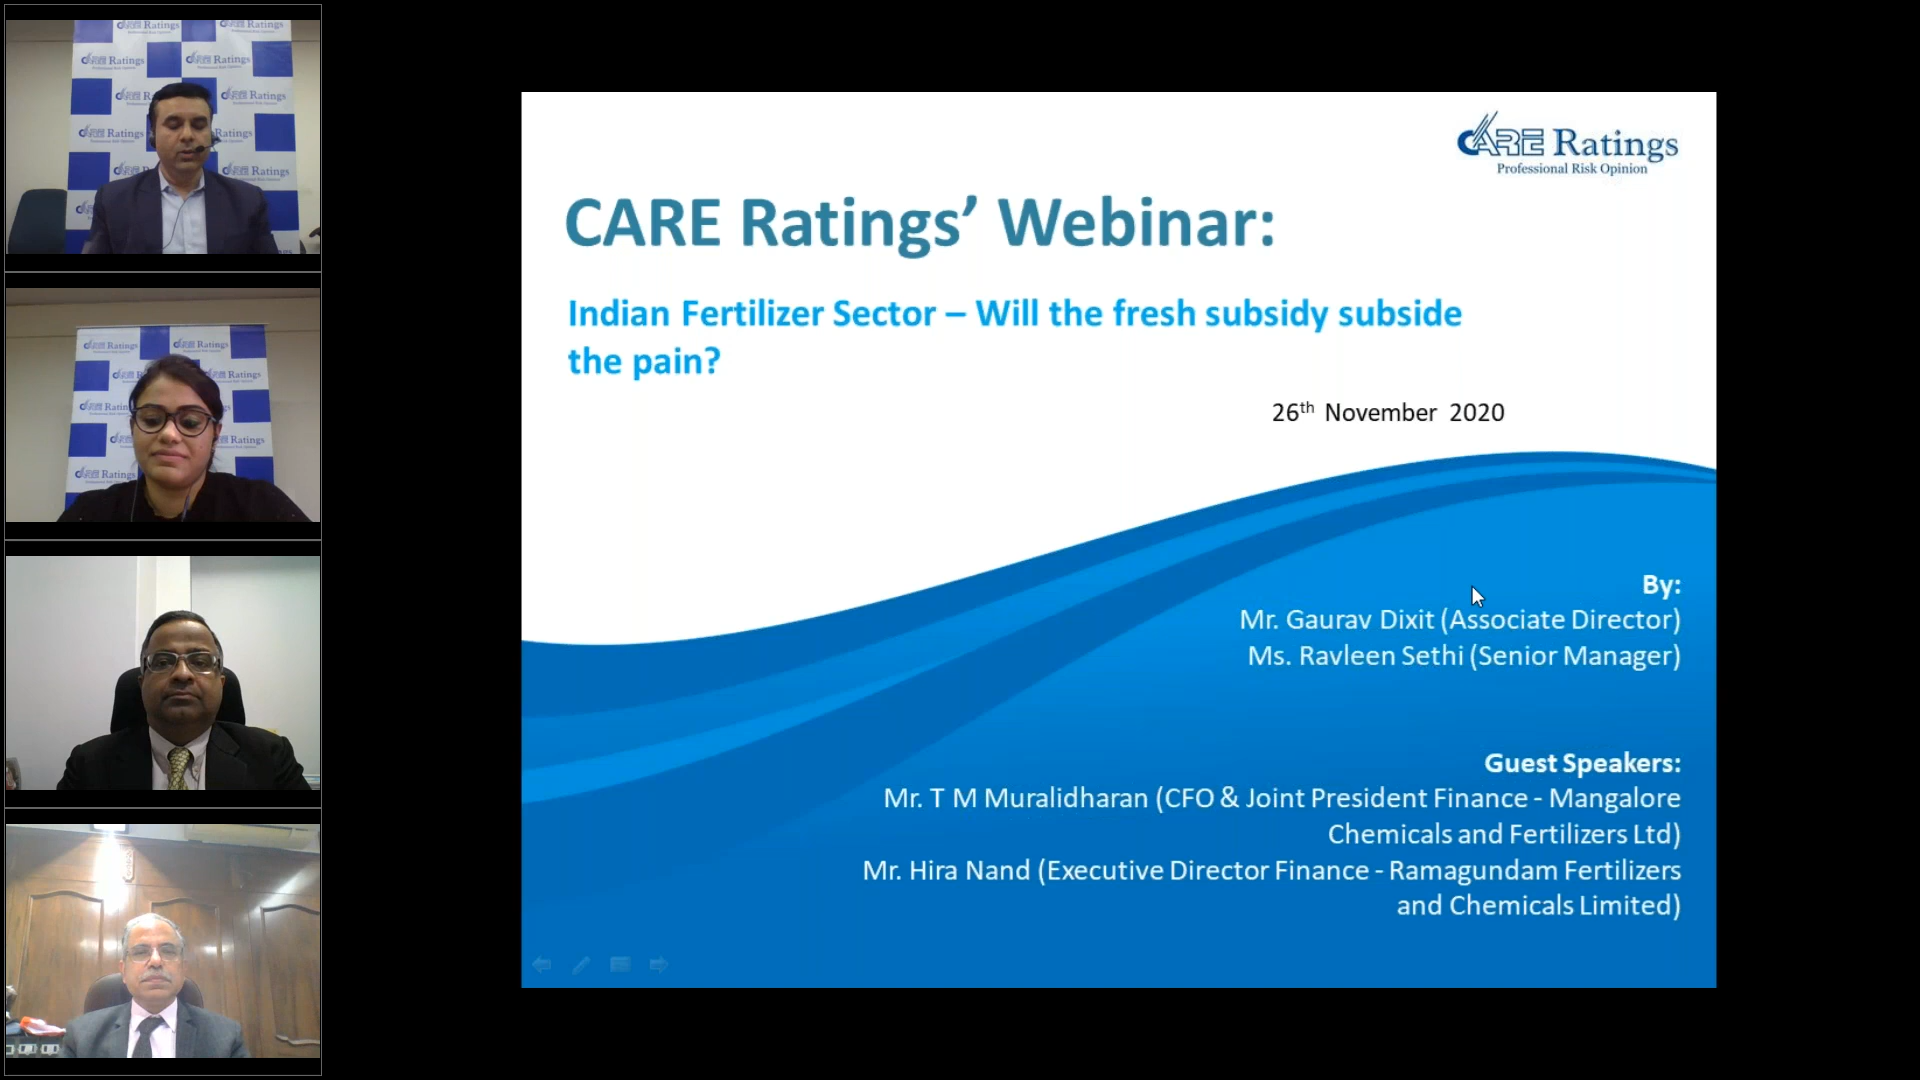 CARE Ratings
Professional Risk Opinion
CARE Ratings’ Webinar:
Indian Fertilizer Sector – Will the fresh subsidy subside
the pain?
26th November 2020
By:
Mr. Gaurav Dixit (Associate Director)
Ms. Ravleen Sethi (Senior Manager)
Guest Speakers:
Mr. T M Muralidharan (CFO & Joint President Finance - Mangalore
Chemicals and Fertilizers Ltd)
Mr. Hira Nand (Executive Director Finance - Ramagundam Fertilizers
and Chemicals Limited)